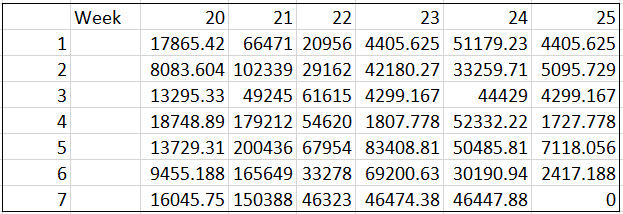 Week 20 21 22 23 24 25
1 17865.42 66471 20956 4405.625 51179.23 4405.625
2 8083.604 102339 29162 42180.27 33259.71 5095.729
3 13295.33 49245 61615 4299.167 44429 4299.167
4 18748.89 179212 54620 1807.778 52332.22 1727.778
5 13729.31 200436 67954 83408.81 50485.81 7118.056
6 9455.188 165649 33278 69200.63 30190.94 2417.188
7 16045.75 150388 46323 46474.38 46447.88 0